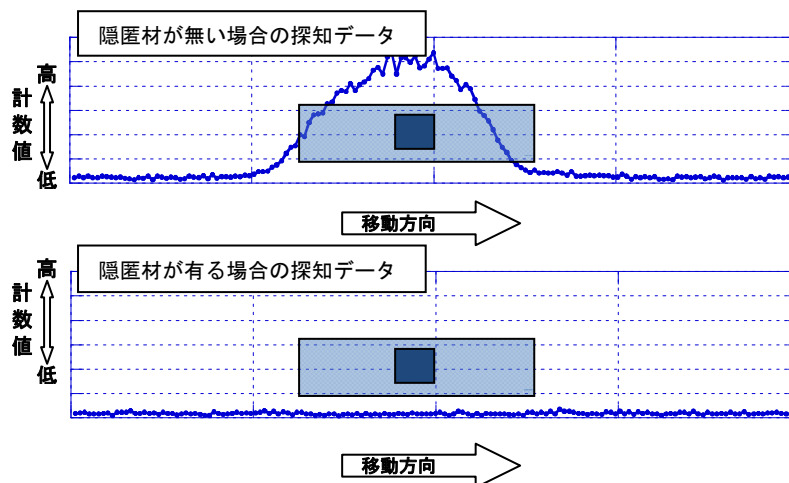 隠匿材が無い場合の探知データ
高
計数値
低
移動方向
隠匿材が有る場合の探知データ
高
計数値
低
移動方向